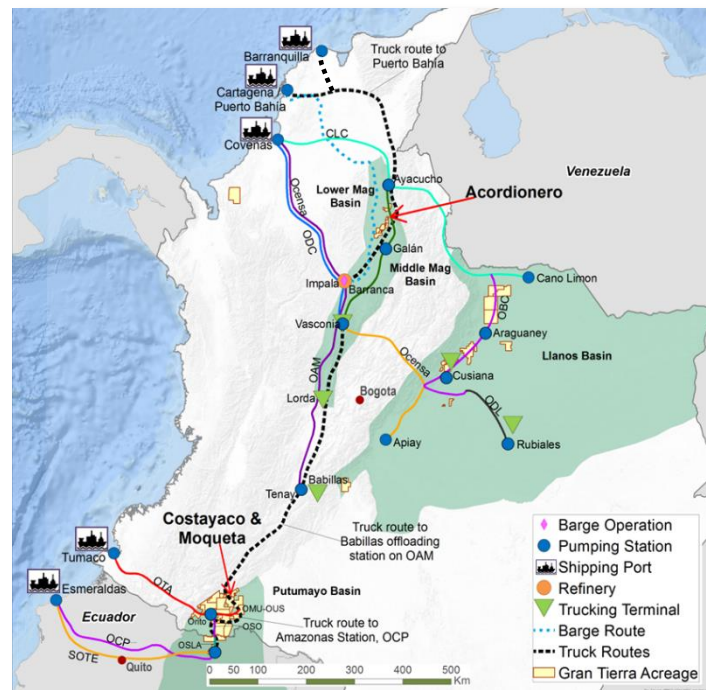 Barranquilla
Truck route to
Puerto Bahía
Cartagena
Puerto Bahía
Covenas
CLC
Venezuela
Ayacucho
Lower Mag
Basin
Acordionero
Ocensa
ODC
Galán
Middle Mag
Basin
Impala
Barranca
Cano Limon
OBC
Vasconia
Araguaney
Llanos Basin
Ocensa
OAM
Cusiana
Lorda
Bogota
ODL
Apiay
Rubiales
Babillas
Tenay
Costayaco &
Moqueta
Truck route to
Babillas offloading
station on OAM
Tumaco
OTA
Esmeraldas
Putumayo Basin
Ecuador
OMU-OUS
Orito
OSO
Truck route to
Amazonas Station, OCP
OCP
OSLA
SOTE
Quito
0 50 100 200 300 400 500
Km
Barge Operation
Pumping Station
Shipping Port
Refinery
Trucking Terminal
Barge Route
Truck Routes
Gran Tierra Acreage